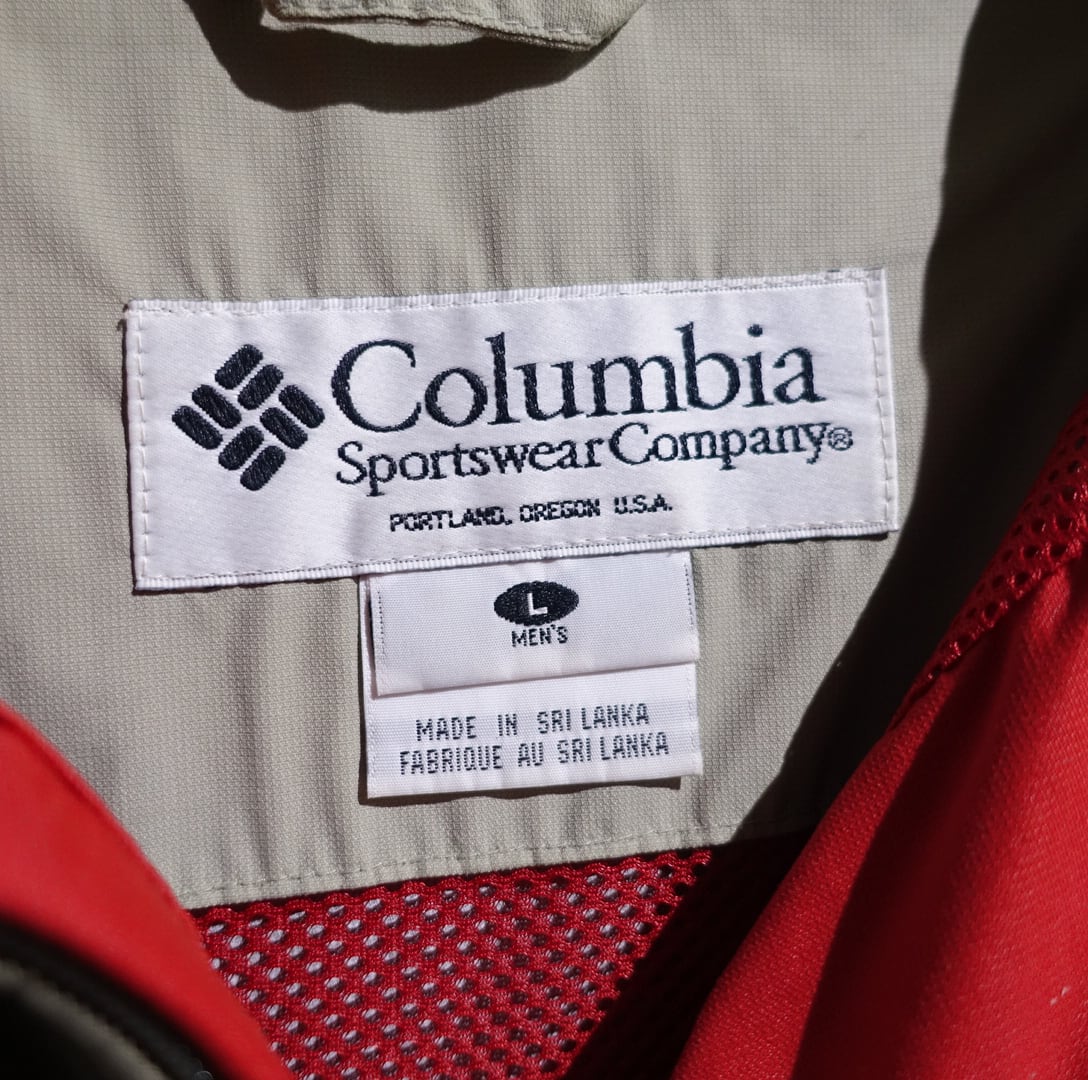 Columbia
Sportswear Company®
PORTLAND, OREGON U.S.A.
L
MEN'S
MADE IN SRI LANKA
FABRIQUE AU SRI LANKA